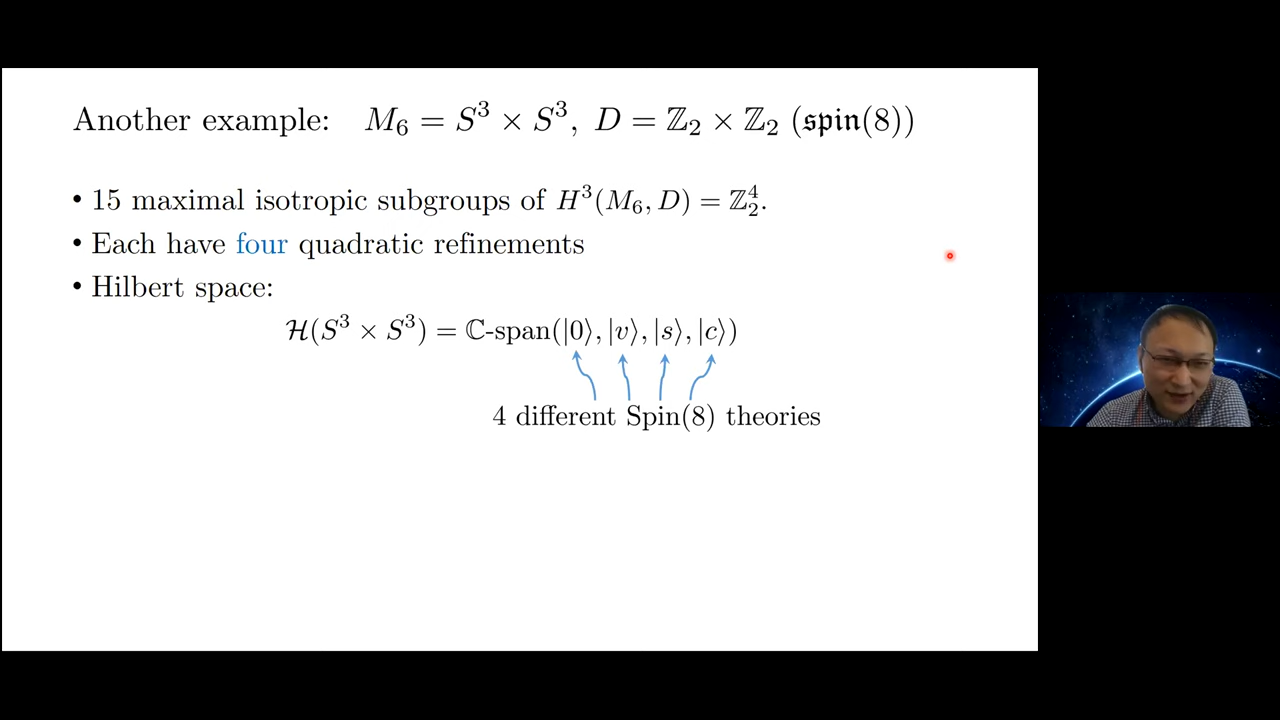 Another example: M₆ = S³ × S³, D = ℤ₂ × ℤ₂ (𝔰𝔭𝔦𝔫(8))
• 15 maximal isotropic subgroups of H³(M₆, D) = ℤ₂⁴.
• Each have four quadratic refinements
• Hilbert space:
ℋ(S³ × S³) = ℂ-span(|0⟩, |v⟩, |s⟩, |c⟩)
4 different Spin(8) theories